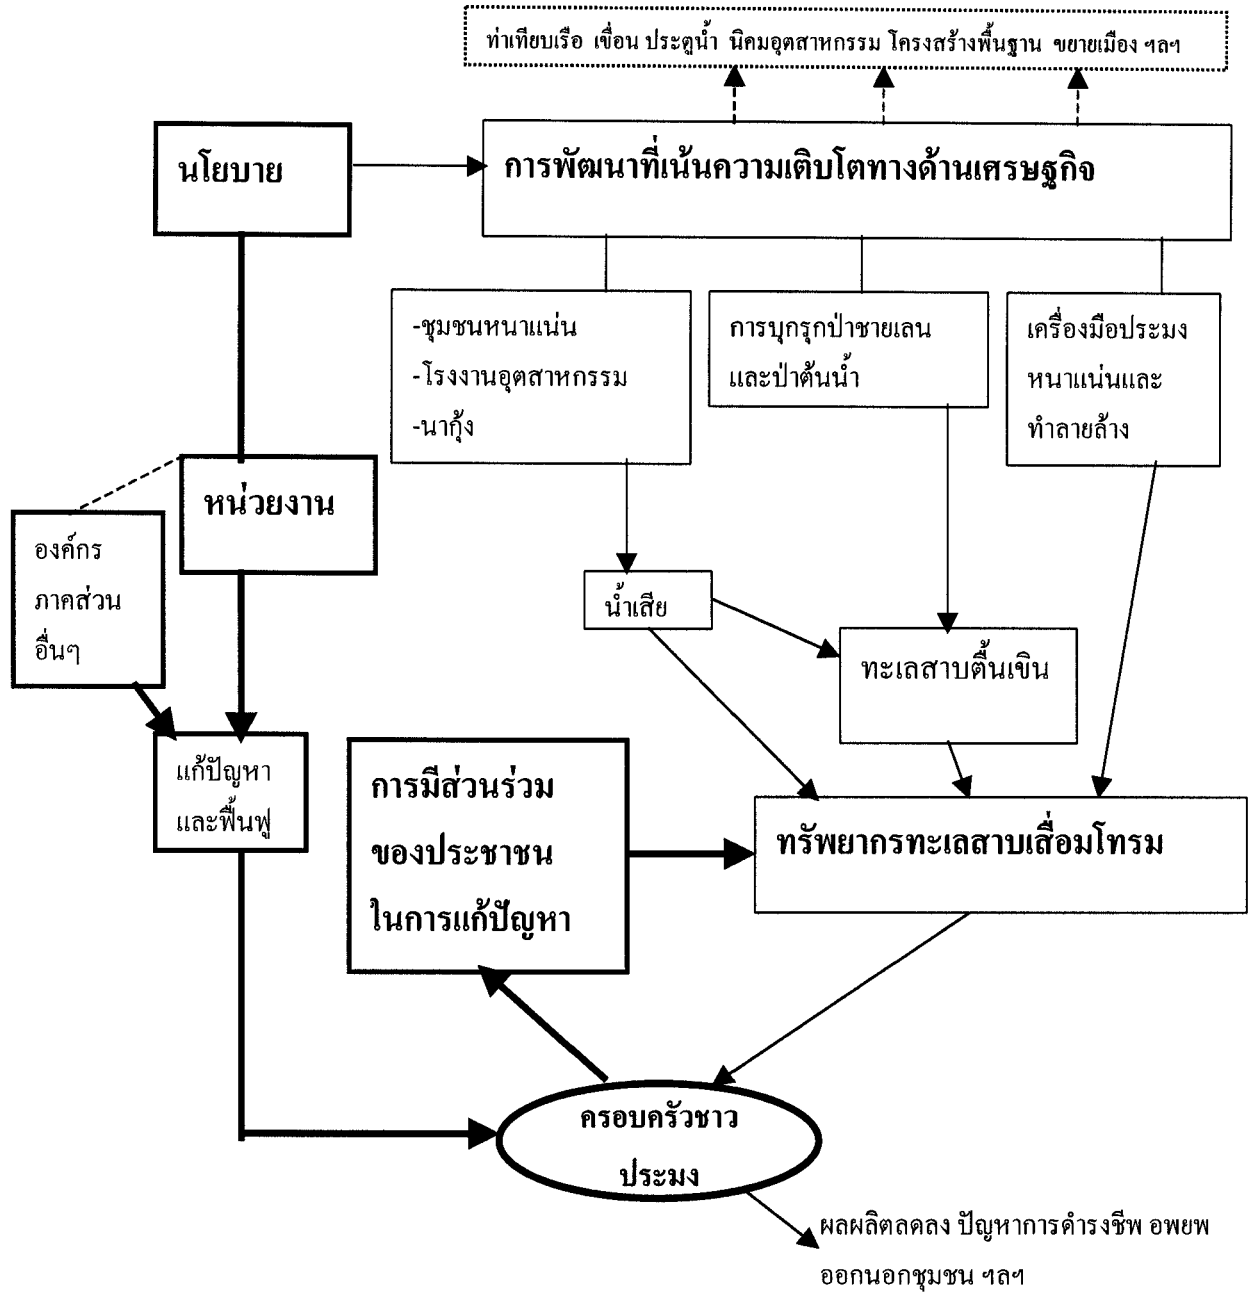 ท่าเทียบเรือ เขื่อน ประตูน้ำ นิคมอุตสาหกรรม โครงสร้างพื้นฐาน ขยายเมือง ฯลฯ
นโยบาย
การพัฒนาที่เน้นความเติบโตทางด้านเศรษฐกิจ
-ชุมชนหนาแน่น
-โรงงานอุตสาหกรรม
-นากุ้ง
การบุกรุกป่าชายเลน
และป่าต้นน้ำ
เครื่องมือประมง
หนาแน่นและ
ทำลายล้าง
หน่วยงาน
องค์กร
ภาคส่วน
อื่นๆ
น้ำเสีย
ทะเลสาบตื้นเขิน
แก้ปัญหา
และฟื้นฟู
การมีส่วนร่วม
ของประชาชน
ในการแก้ปัญหา
ทรัพยากรทะเลสาบเสื่อมโทรม
ครอบครัวชาว
ประมง
ผลผลิตลดลง ปัญหาการดำรงชีพ อพยพ
ออกนอกชุมชน ฯลฯ